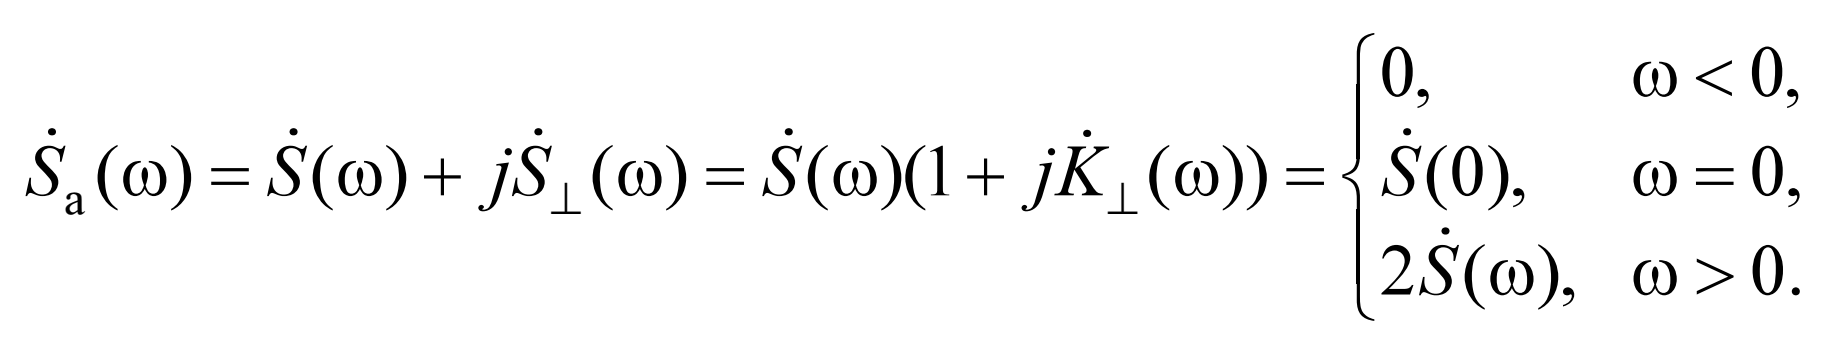 Ṡₐ(ω) = Ṡ(ω) + jṠ⊥(ω) = Ṡ(ω)(1 + jK̇⊥(ω)) = {
0, ω < 0,
Ṡ(0), ω = 0,
2Ṡ(ω), ω > 0.